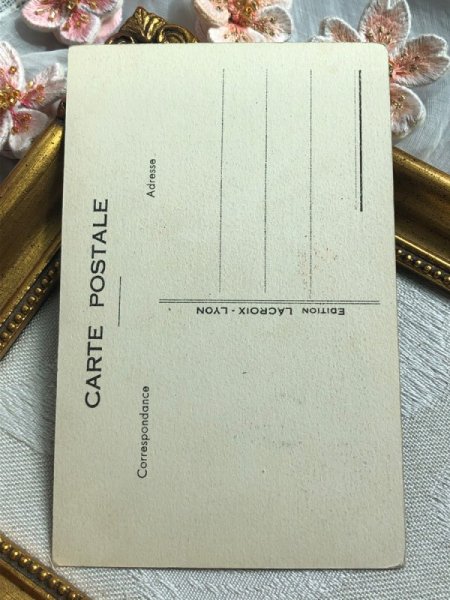 CARTE POSTALE
Correspondance
Adresse
EDITION LACROIX - LYON